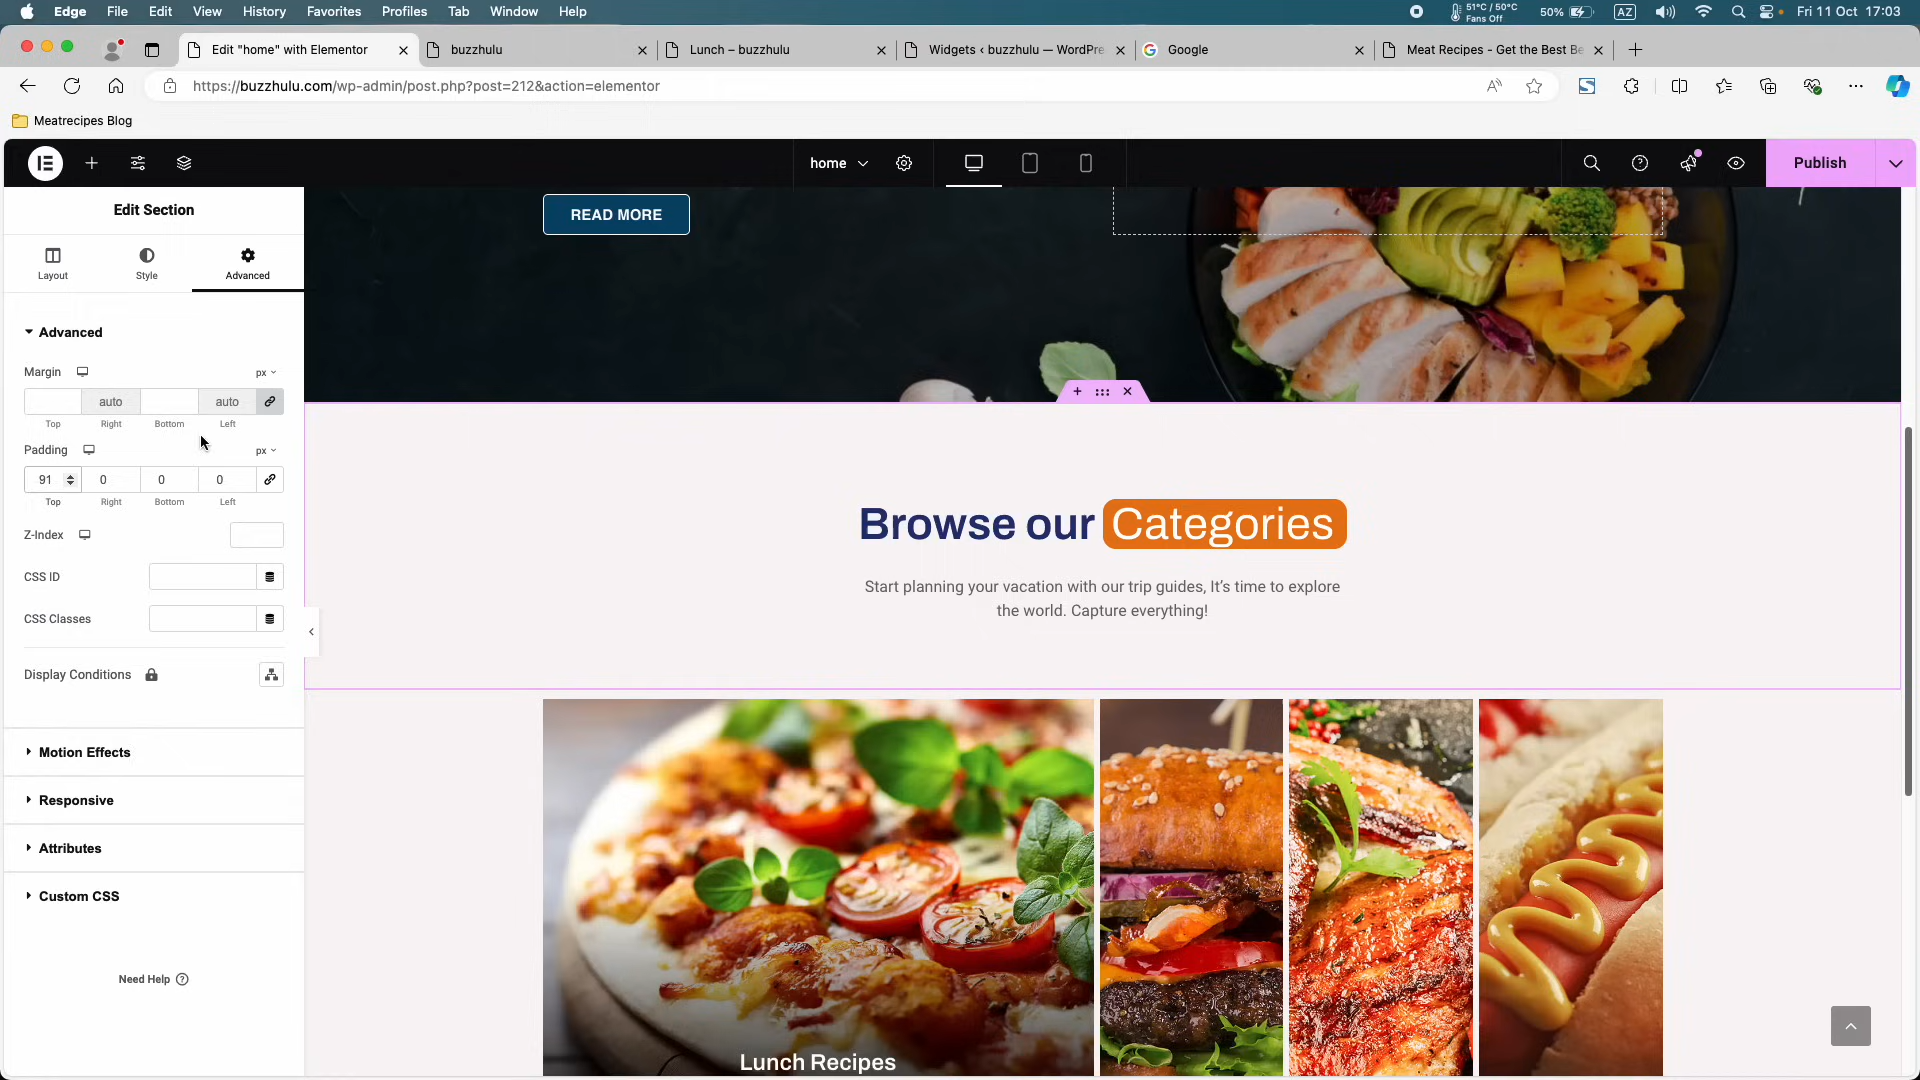 Edge File Edit View History Favorites Profiles Tab Window Help
51°C / 50°C
Fans Off
50%
AZ
Fri 11 Oct 17:03
Edit "home" with Elementor
buzzhulu
Lunch – buzzhulu
Widgets ‹ buzzhulu — WordPre
Google
Meat Recipes - Get the Best Be
https://buzzhulu.com/wp-admin/post.php?post=212&action=elementor
Meatrecipes Blog
home
Publish
Edit Section
Layout
Style
Advanced
Advanced
Margin
px
auto
auto
Top
Right
Bottom
Left
Padding
px
91
0
0
0
Top
Right
Bottom
Left
Z-Index
CSS ID
CSS Classes
Display Conditions
Motion Effects
Responsive
Attributes
Custom CSS
Need Help
READ MORE
Browse our Categories
Start planning your vacation with our trip guides, It's time to explore
the world. Capture everything!
Lunch Recipes